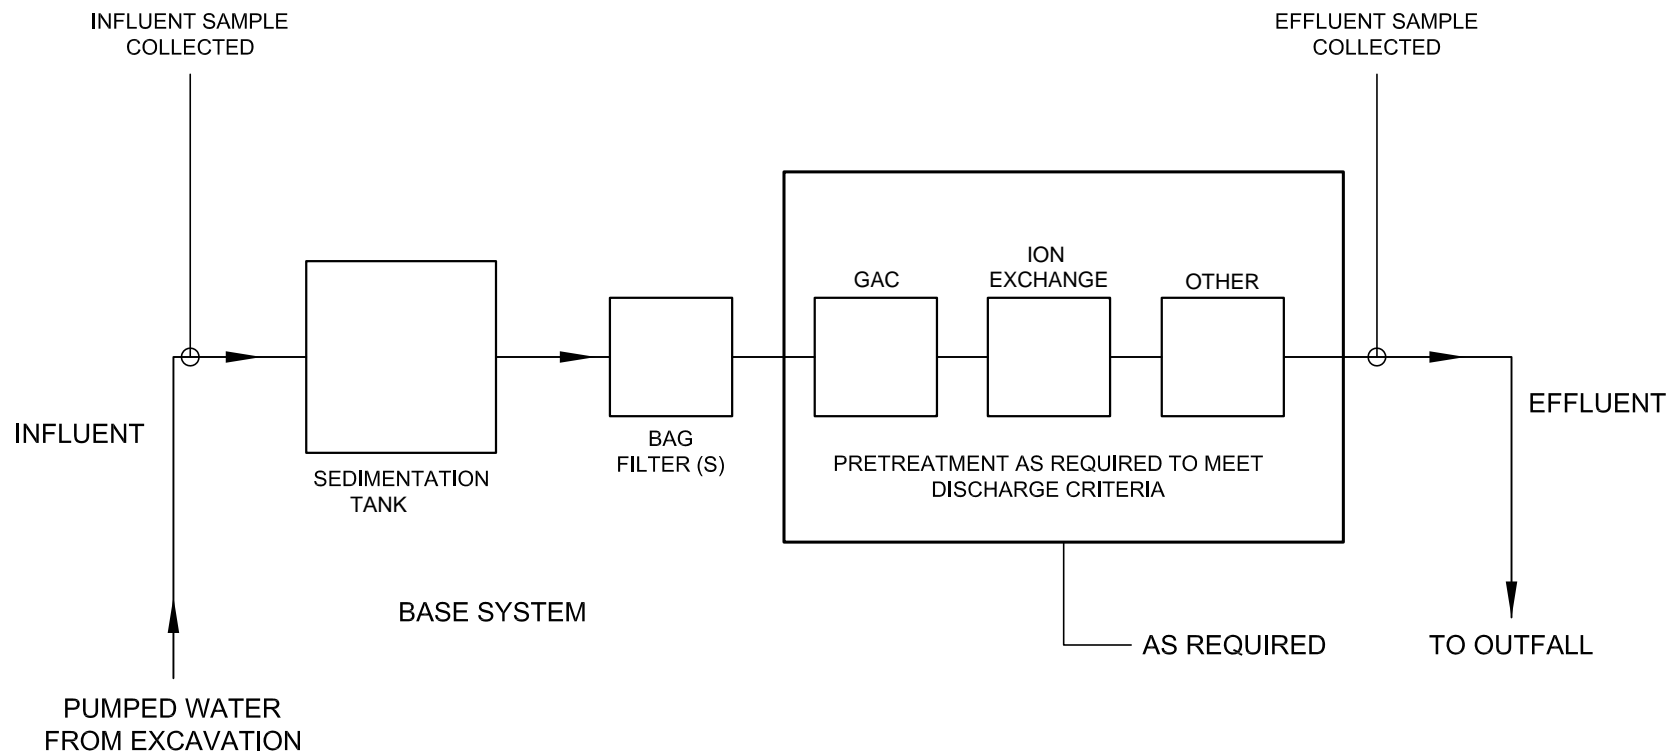 INFLUENT SAMPLE
COLLECTED
EFFLUENT SAMPLE
COLLECTED
GAC
ION
EXCHANGE
OTHER
INFLUENT
EFFLUENT
SEDIMENTATION
TANK
BAG
FILTER (S)
PRETREATMENT AS REQUIRED TO MEET
DISCHARGE CRITERIA
BASE SYSTEM
AS REQUIRED
TO OUTFALL
PUMPED WATER
FROM EXCAVATION